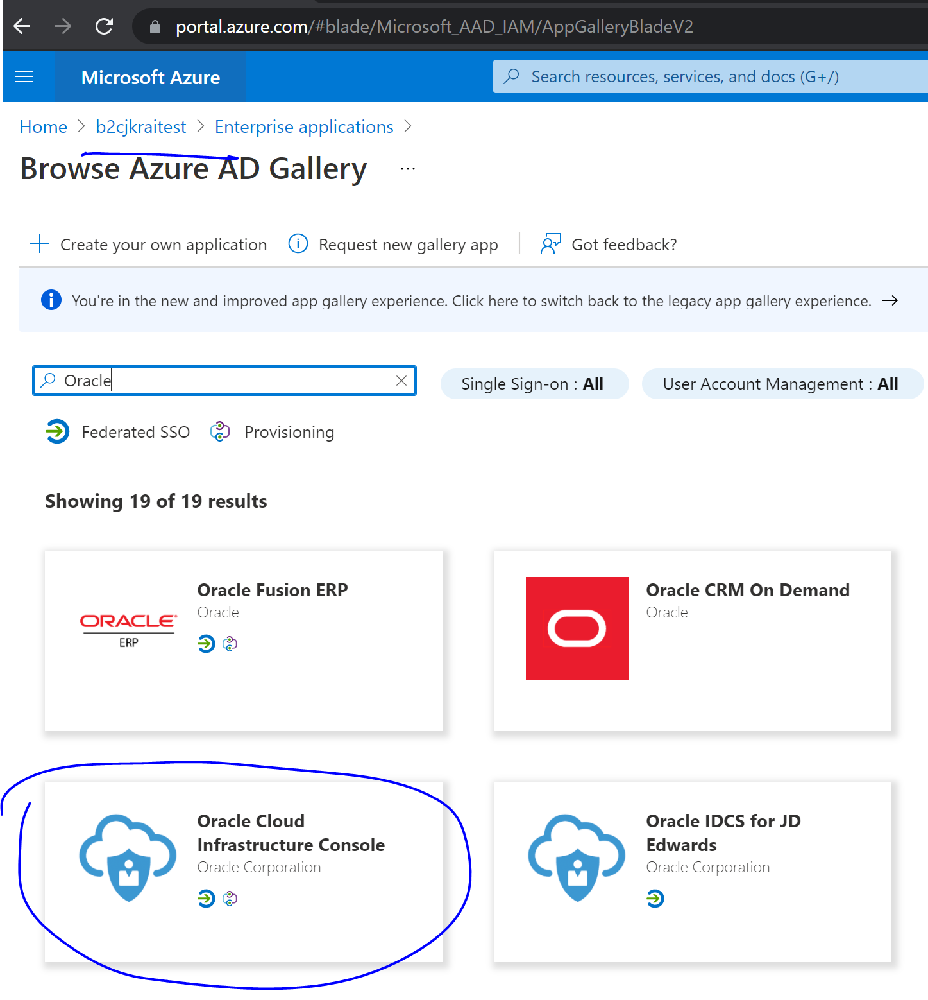 portal.azure.com/#blade/Microsoft_AAD_IAM/AppGalleryBladeV2
Microsoft Azure
Search resources, services, and docs (G+/)
Home > b2cjkraitest > Enterprise applications >
Browse Azure AD Gallery ...
Create your own application
Request new gallery app
Got feedback?
You're in the new and improved app gallery experience. Click here to switch back to the legacy app gallery experience. →
Oracle
Single Sign-on : All
User Account Management : All
Federated SSO
Provisioning
Showing 19 of 19 results
ORACLE
ERP
Oracle Fusion ERP
Oracle
Oracle CRM On Demand
Oracle
Oracle Cloud
Infrastructure Console
Oracle Corporation
Oracle IDCS for JD
Edwards
Oracle Corporation